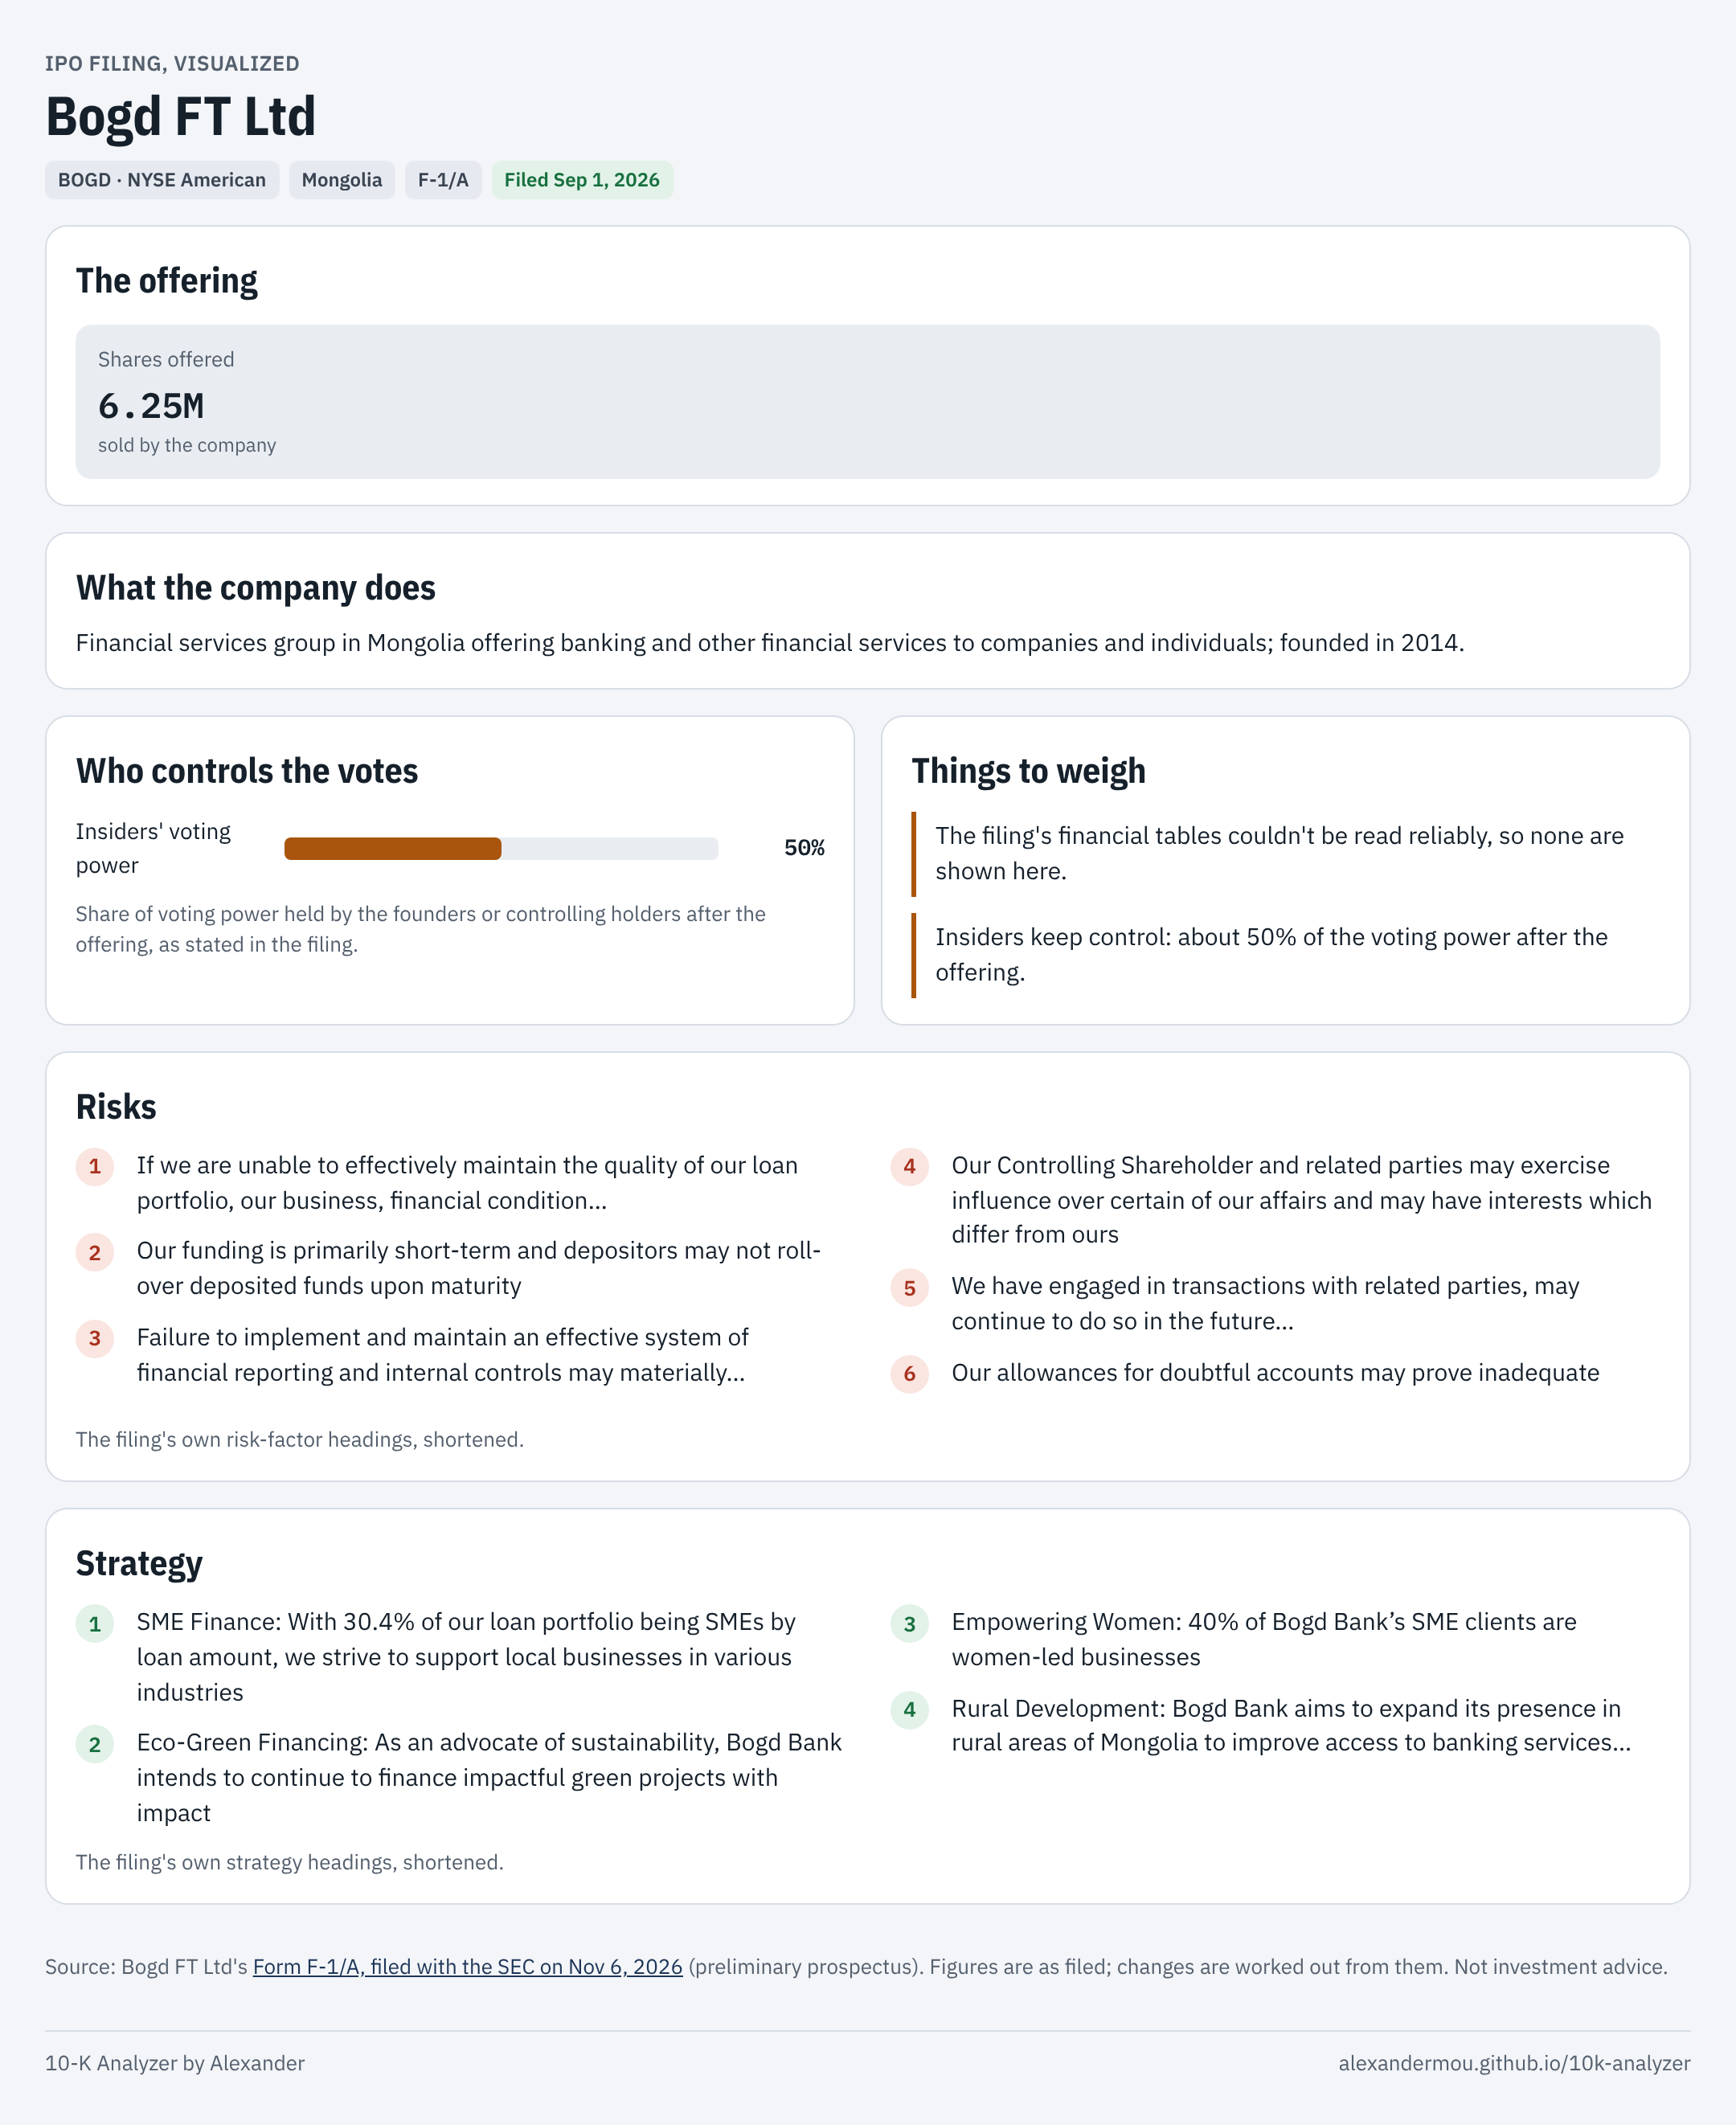 IPO FILING, VISUALIZED
Bogd FT Ltd
BOGD · NYSE American
Mongolia
F-1/A
Filed Sep 1, 2026
The offering
Shares offered
6.25M
sold by the company
What the company does
Financial services group in Mongolia offering banking and other financial services to companies and individuals; founded in 2014.
Who controls the votes
Insiders' voting
power
50%
Share of voting power held by the founders or controlling holders after the
offering, as stated in the filing.
Things to weigh
The filing's financial tables couldn't be read reliably, so none are
shown here.
Insiders keep control: about 50% of the voting power after the
offering.
Risks
1 If we are unable to effectively maintain the quality of our loan
portfolio, our business, financial condition…
2 Our funding is primarily short-term and depositors may not roll-
over deposited funds upon maturity
3 Failure to implement and maintain an effective system of
financial reporting and internal controls may materially…
4 Our Controlling Shareholder and related parties may exercise
influence over certain of our affairs and may have interests which
differ from ours
5 We have engaged in transactions with related parties, may
continue to do so in the future…
6 Our allowances for doubtful accounts may prove inadequate
The filing's own risk-factor headings, shortened.
Strategy
1 SME Finance: With 30.4% of our loan portfolio being SMEs by
loan amount, we strive to support local businesses in various
industries
2 Eco-Green Financing: As an advocate of sustainability, Bogd Bank
intends to continue to finance impactful green projects with
impact
3 Empowering Women: 40% of Bogd Bank’s SME clients are
women-led businesses
4 Rural Development: Bogd Bank aims to expand its presence in
rural areas of Mongolia to improve access to banking services…
The filing's own strategy headings, shortened.
Source: Bogd FT Ltd's Form F-1/A, filed with the SEC on Nov 6, 2026 (preliminary prospectus). Figures are as filed; changes are worked out from them. Not investment advice.
10-K Analyzer by Alexander
alexandermou.github.io/10k-analyzer